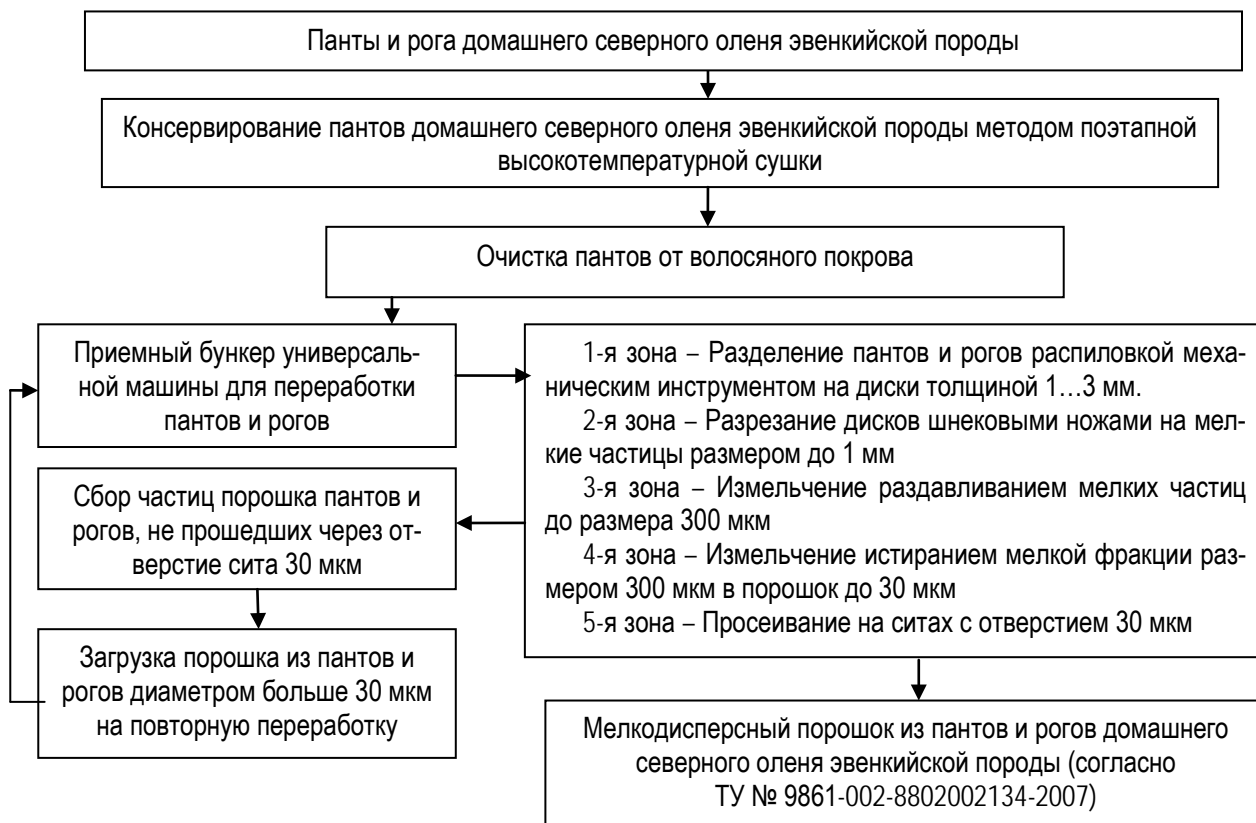 Панты и рога домашнего северного оленя эвенкийской породы
Консервирование пантов домашнего северного оленя эвенкийской породы методом поэтапной
высокотемпературной сушки
Очистка пантов от волосяного покрова
Приемный бункер универсаль-
ной машины для переработки
пантов и рогов
1-я зона – Разделение пантов и рогов распиловкой меха-
ническим инструментом на диски толщиной 1…3 мм.
2-я зона – Разрезание дисков шнековыми ножами на мел-
кие частицы размером до 1 мм
3-я зона – Измельчение раздавливанием мелких частиц
до размера 300 мкм
4-я зона – Измельчение истиранием мелкой фракции раз-
мером 300 мкм в порошок до 30 мкм
5-я зона – Просеивание на ситах с отверстием 30 мкм
Сбор частиц порошка пантов и
рогов, не прошедших через от-
верстие сита 30 мкм
Загрузка порошка из пантов и
рогов диаметром больше 30 мкм
на повторную переработку
Мелкодисперсный порошок из пантов и рогов домашнего
северного оленя эвенкийской породы (согласно
ТУ № 9861-002-8802002134-2007)